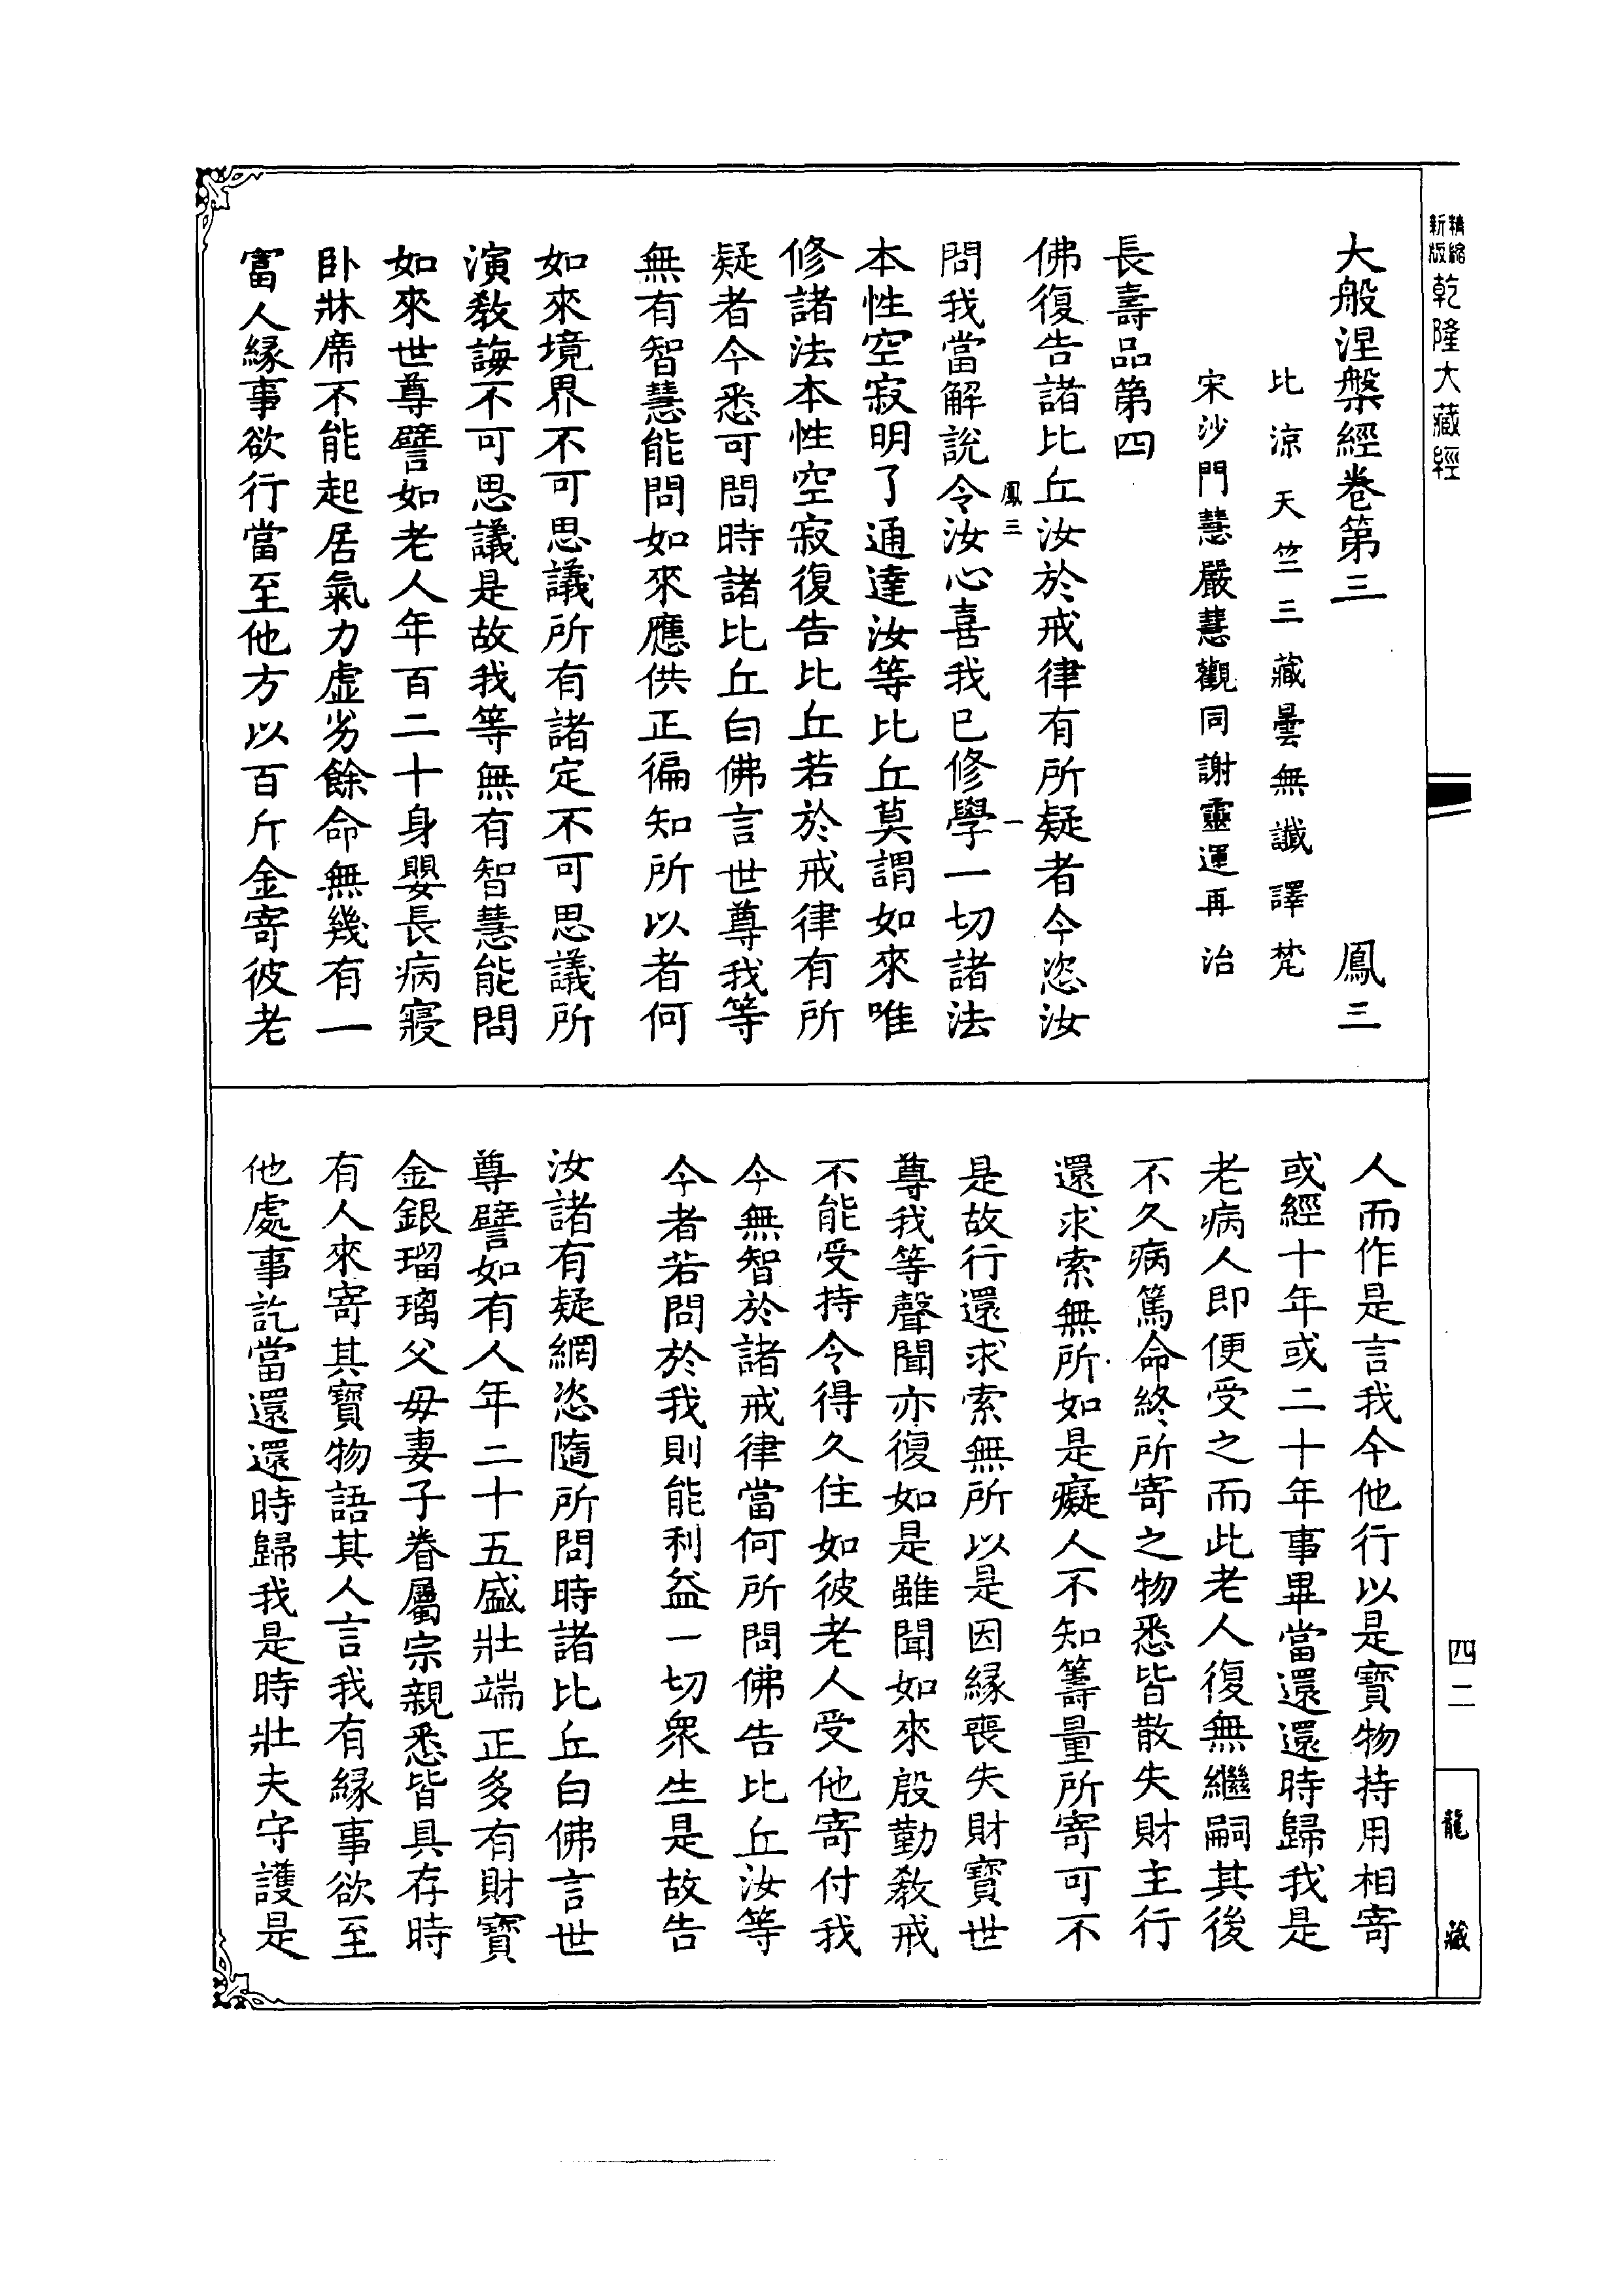 精縮新版乾隆大藏經
大般涅槃經卷第三 鳳三
比涼天竺三藏曇無讖譯梵
宋沙門慧嚴慧觀同謝靈運再治
長壽品第四
佛復告諸比丘汝於戒律有所疑者今恣汝
鳳三 一
問我當解說令汝心喜我已修學一切諸法
本性空寂明了通達汝等比丘莫謂如來唯
修諸法本性空寂復告比丘若於戒律有所
疑者今悉可問時諸比丘白佛言世尊我等
無有智慧能問如來應供正徧知所以者何
如來境界不可思議所有諸定不可思議所
演教誨不可思議是故我等無有智慧能問
如來世尊譬如老人年百二十身嬰長病寢
臥牀席不能起居氣力虛劣餘命無幾有一
富人緣事欲行當至他方以百斤金寄彼老
人而作是言我今他行以是寶物持用相寄
或經十年或二十年事畢當還還時歸我是
老病人即便受之而此老人復無繼嗣其後
不久病篤命終所寄之物悉皆散失財主行
還求索無所如是癡人不知籌量所寄可不
是故行還求索無所以是因緣喪失財寶世
尊我等聲聞亦復如是雖聞如來殷勤教戒
不能受持令得久住如彼老人受他寄付我
今無智於諸戒律當何所問佛告比丘汝等
今者若問於我則能利益一切衆生是故告
汝諸有疑網恣隨所問時諸比丘白佛言世
尊譬如有人年二十五盛壯端正多有財寶
金銀瑠璃父母妻子眷屬宗親悉皆具存時
有人來寄其寶物語其人言我有緣事欲至
他處事訖當還還時歸我是時壯夫守護是
四二
龍藏